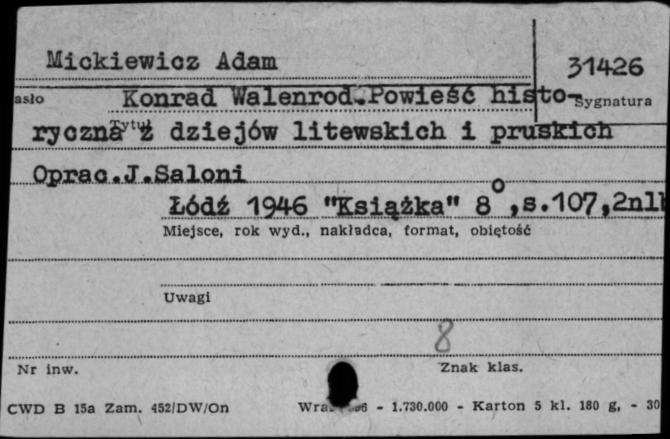 Mickiewicz Adam
31426
asło
Konrad Walenrod.Powieść histo-
Sygnatura
ryczna z dziejów litewskich i pruskich
Tytuł
Oprac.J.Saloni
Łódź 1946 "Książka" 8°,s.107,2nl
Miejsce, rok wyd., nakładca, format, objętość
Uwagi
8
Nr inw.
Znak klas.
CWD B 15a Zam. 452/DW/On
- 1.730.000 - Karton 5 kl. 180 g, - 30